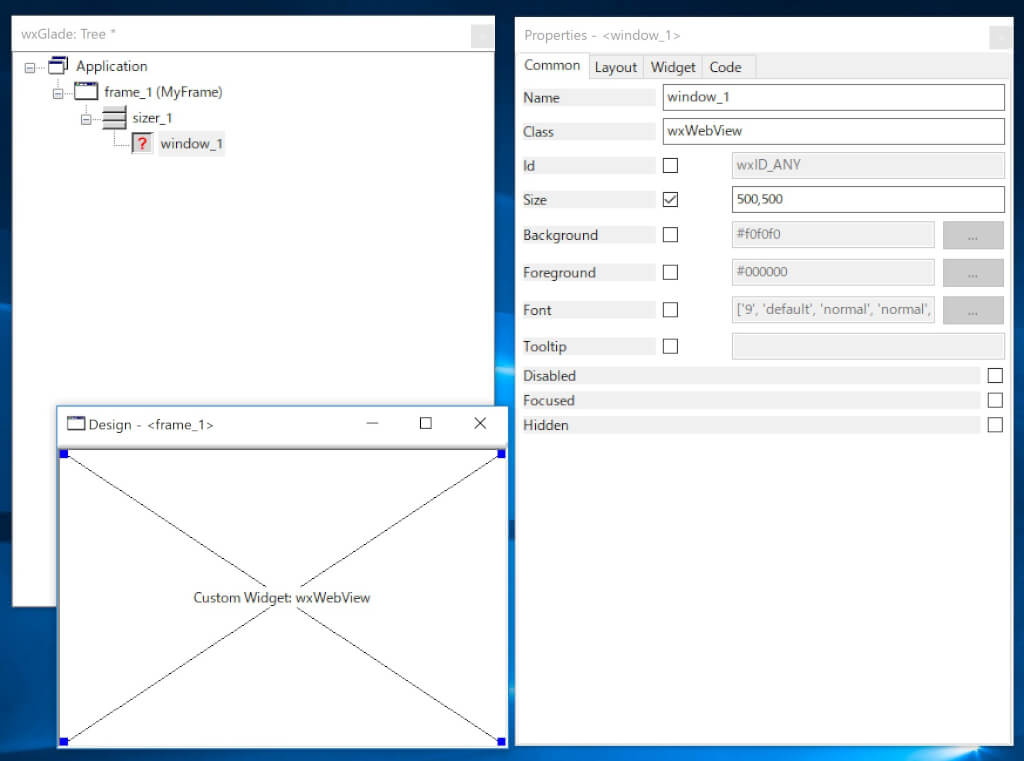 wxGlade: Tree *
Application
frame_1 (MyFrame)
sizer_1
? window_1
Design - <frame_1>
Custom Widget: wxWebView
Properties - <window_1>
Common Layout Widget Code
Name window_1
Class wxWebView
Id wxID_ANY
Size 500,500
Background #f0f0f0 ...
Foreground #000000 ...
Font ['9', 'default', 'normal', 'normal', ...
Tooltip
Disabled
Focused
Hidden